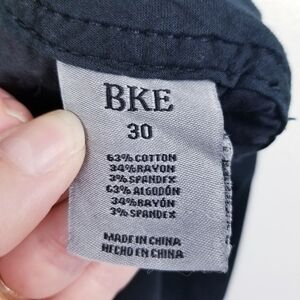 BKE
30
63% COTTON
34% RAYON
3% SPANDEX
63% ALGODÓN
34% RAYÓN
3% SPANDEX
MADE IN CHINA
HECHO EN CHINA